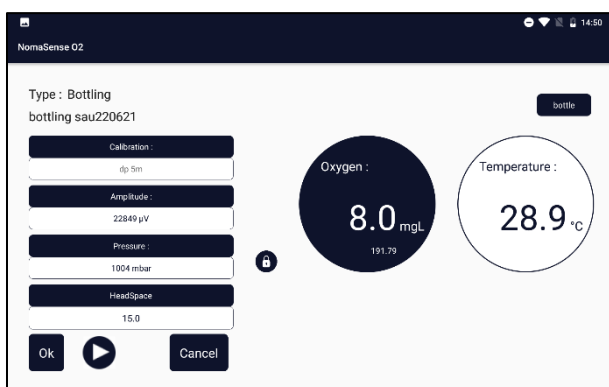 14:50
NomaSense O2
Type : Bottling
bottling sau220621
bottle
Calibration :
dp 5m
Amplitude :
22849 µV
Pressure :
1004 mbar
HeadSpace
15.0
Ok
Cancel
Oxygen :
8.0 mgL
191.79
Temperature :
28.9 °C